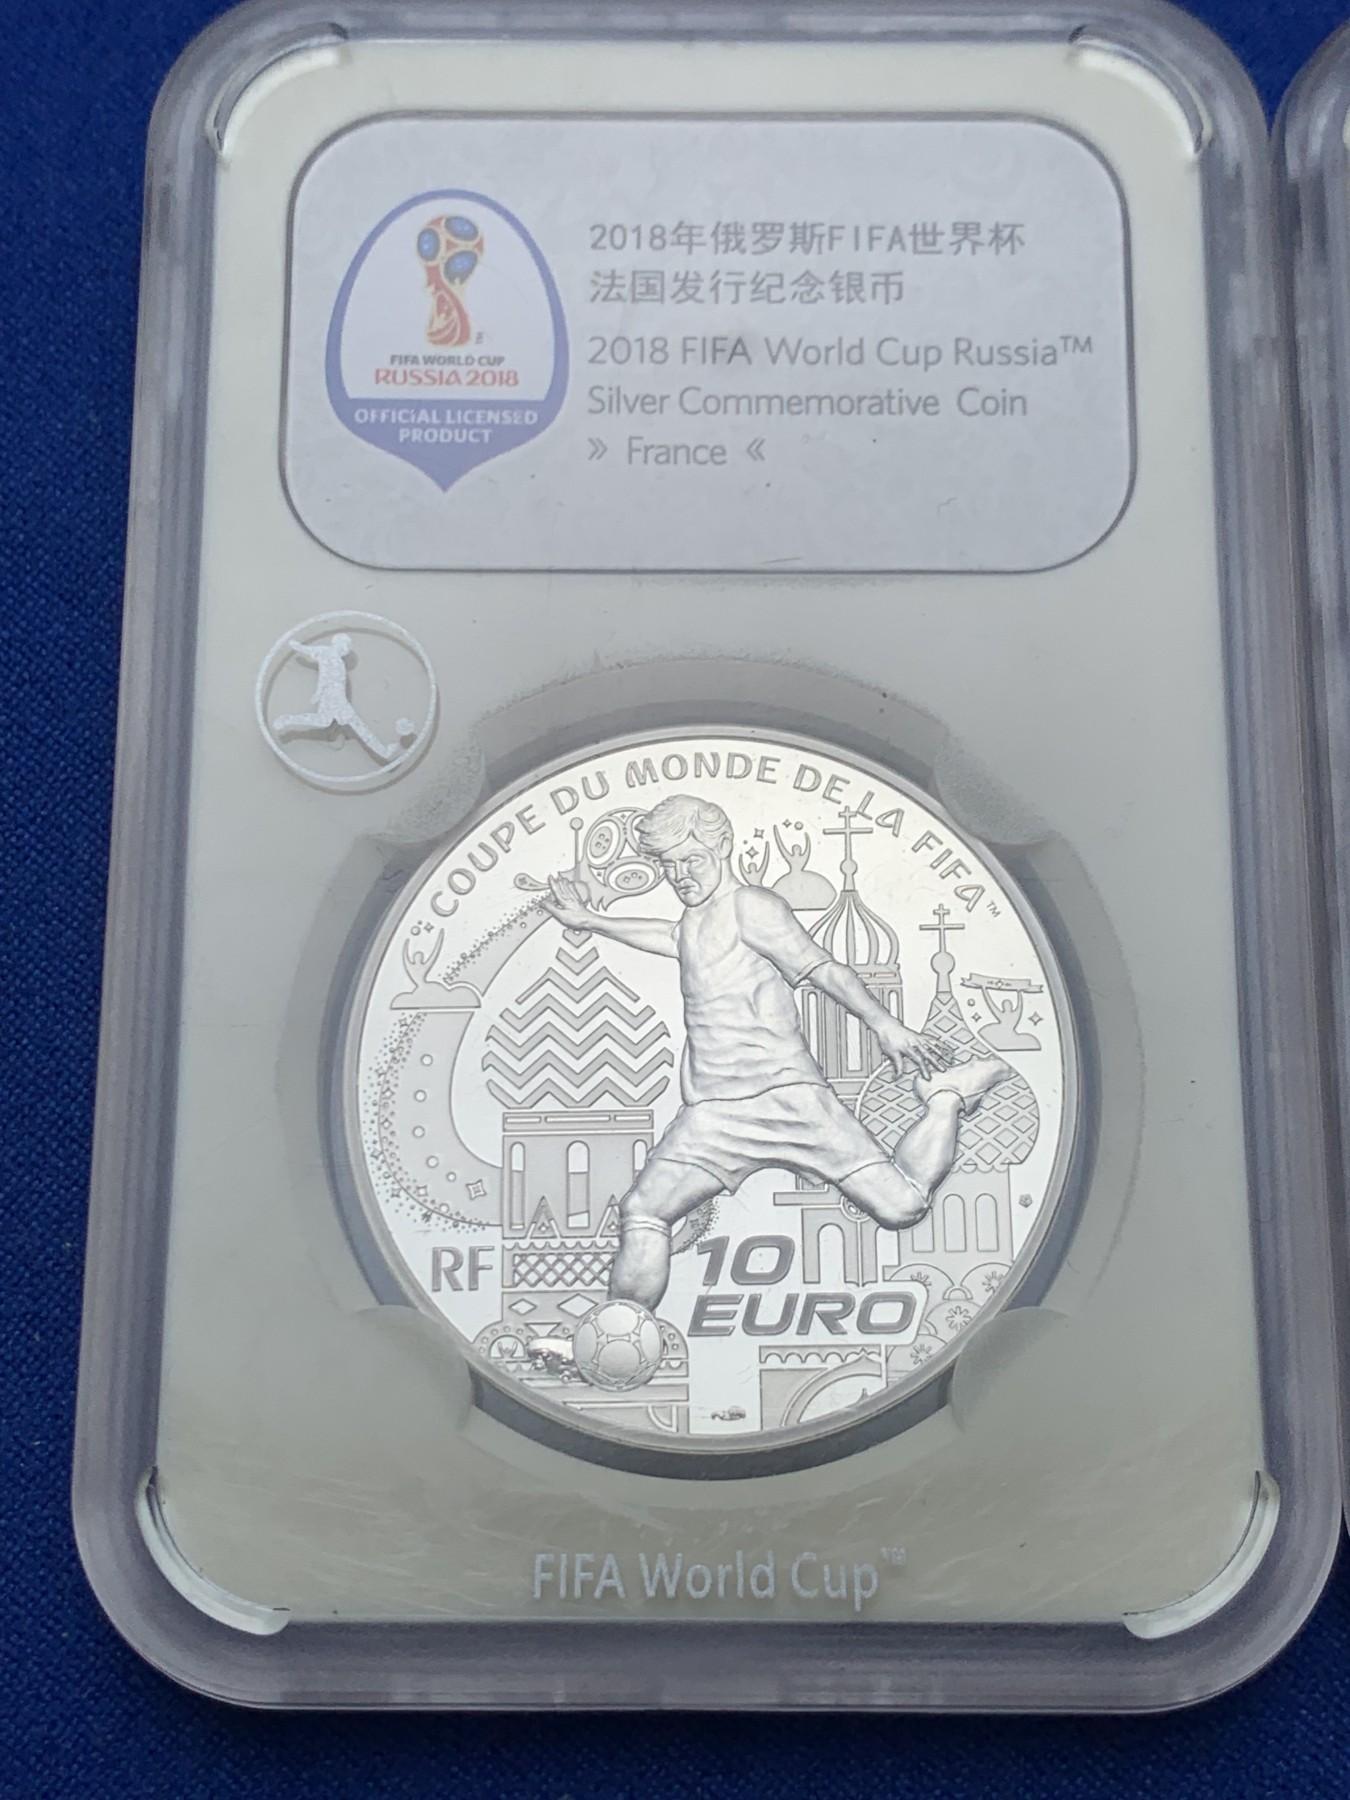 2018年俄罗斯FIFA世界杯
法国发行纪念银币
2018 FIFA World Cup Russia™
Silver Commemorative Coin
» France «
FIFA WORLD CUP
RUSSIA 2018
OFFICIAL LICENSED
PRODUCT
COUPE DU MONDE DE LA FIFA™
RF
10
EURO
FIFA World Cup™